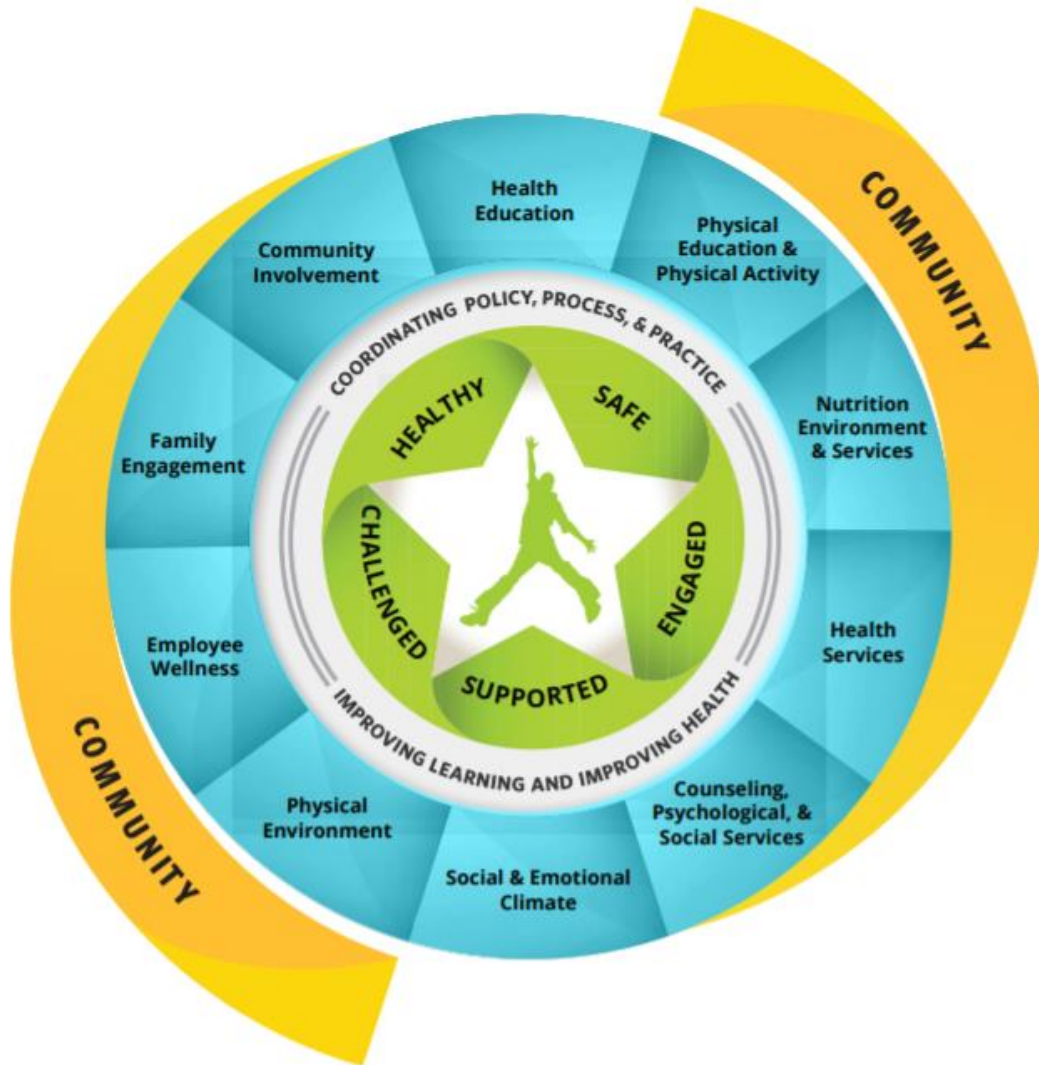 COMMUNITY
Health
Education
Physical
Education &
Physical Activity
Nutrition
Environment
& Services
Health
Services
Counseling,
Psychological, &
Social Services
Social & Emotional
Climate
Physical
Environment
Employee
Wellness
Family
Engagement
Community
Involvement
COORDINATING POLICY, PROCESS, & PRACTICE
IMPROVING LEARNING AND IMPROVING HEALTH
HEALTHY
SAFE
ENGAGED
SUPPORTED
CHALLENGED
COMMUNITY